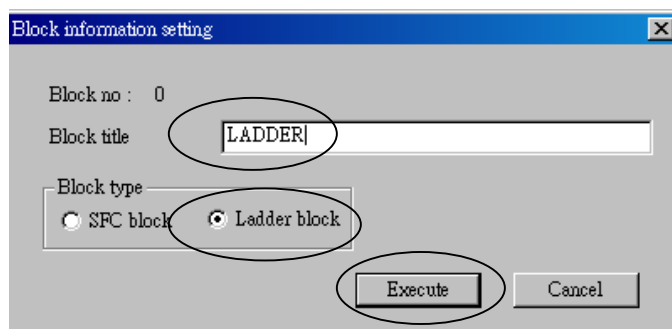 Block information setting
Block no : 0
Block title LADDER
Block type
SFC block Ladder block
Execute Cancel